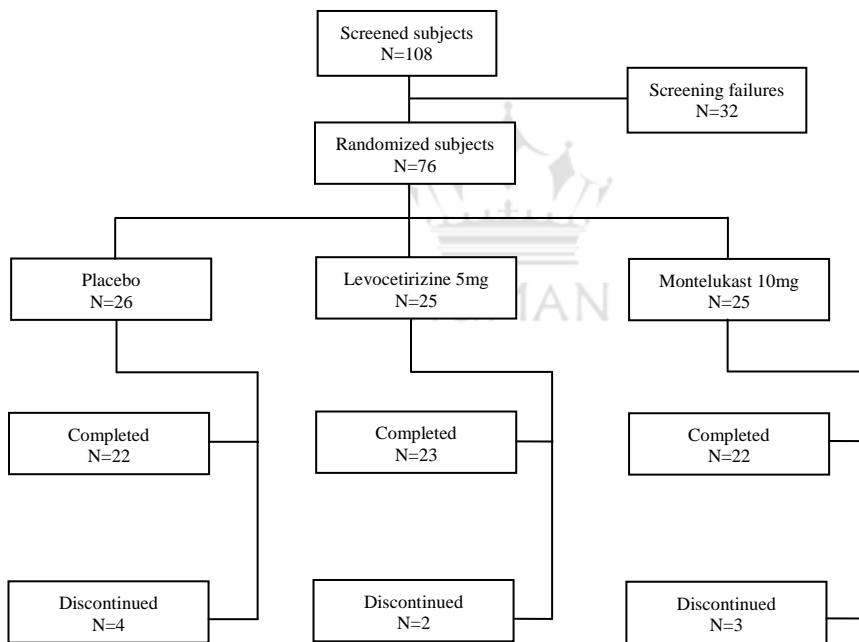 Screened subjects
N=108
Screening failures
N=32
Randomized subjects
N=76
Placebo
N=26
Levocetirizine 5mg
N=25
Montelukast 10mg
N=25
Completed
N=22
Completed
N=23
Completed
N=22
Discontinued
N=4
Discontinued
N=2
Discontinued
N=3